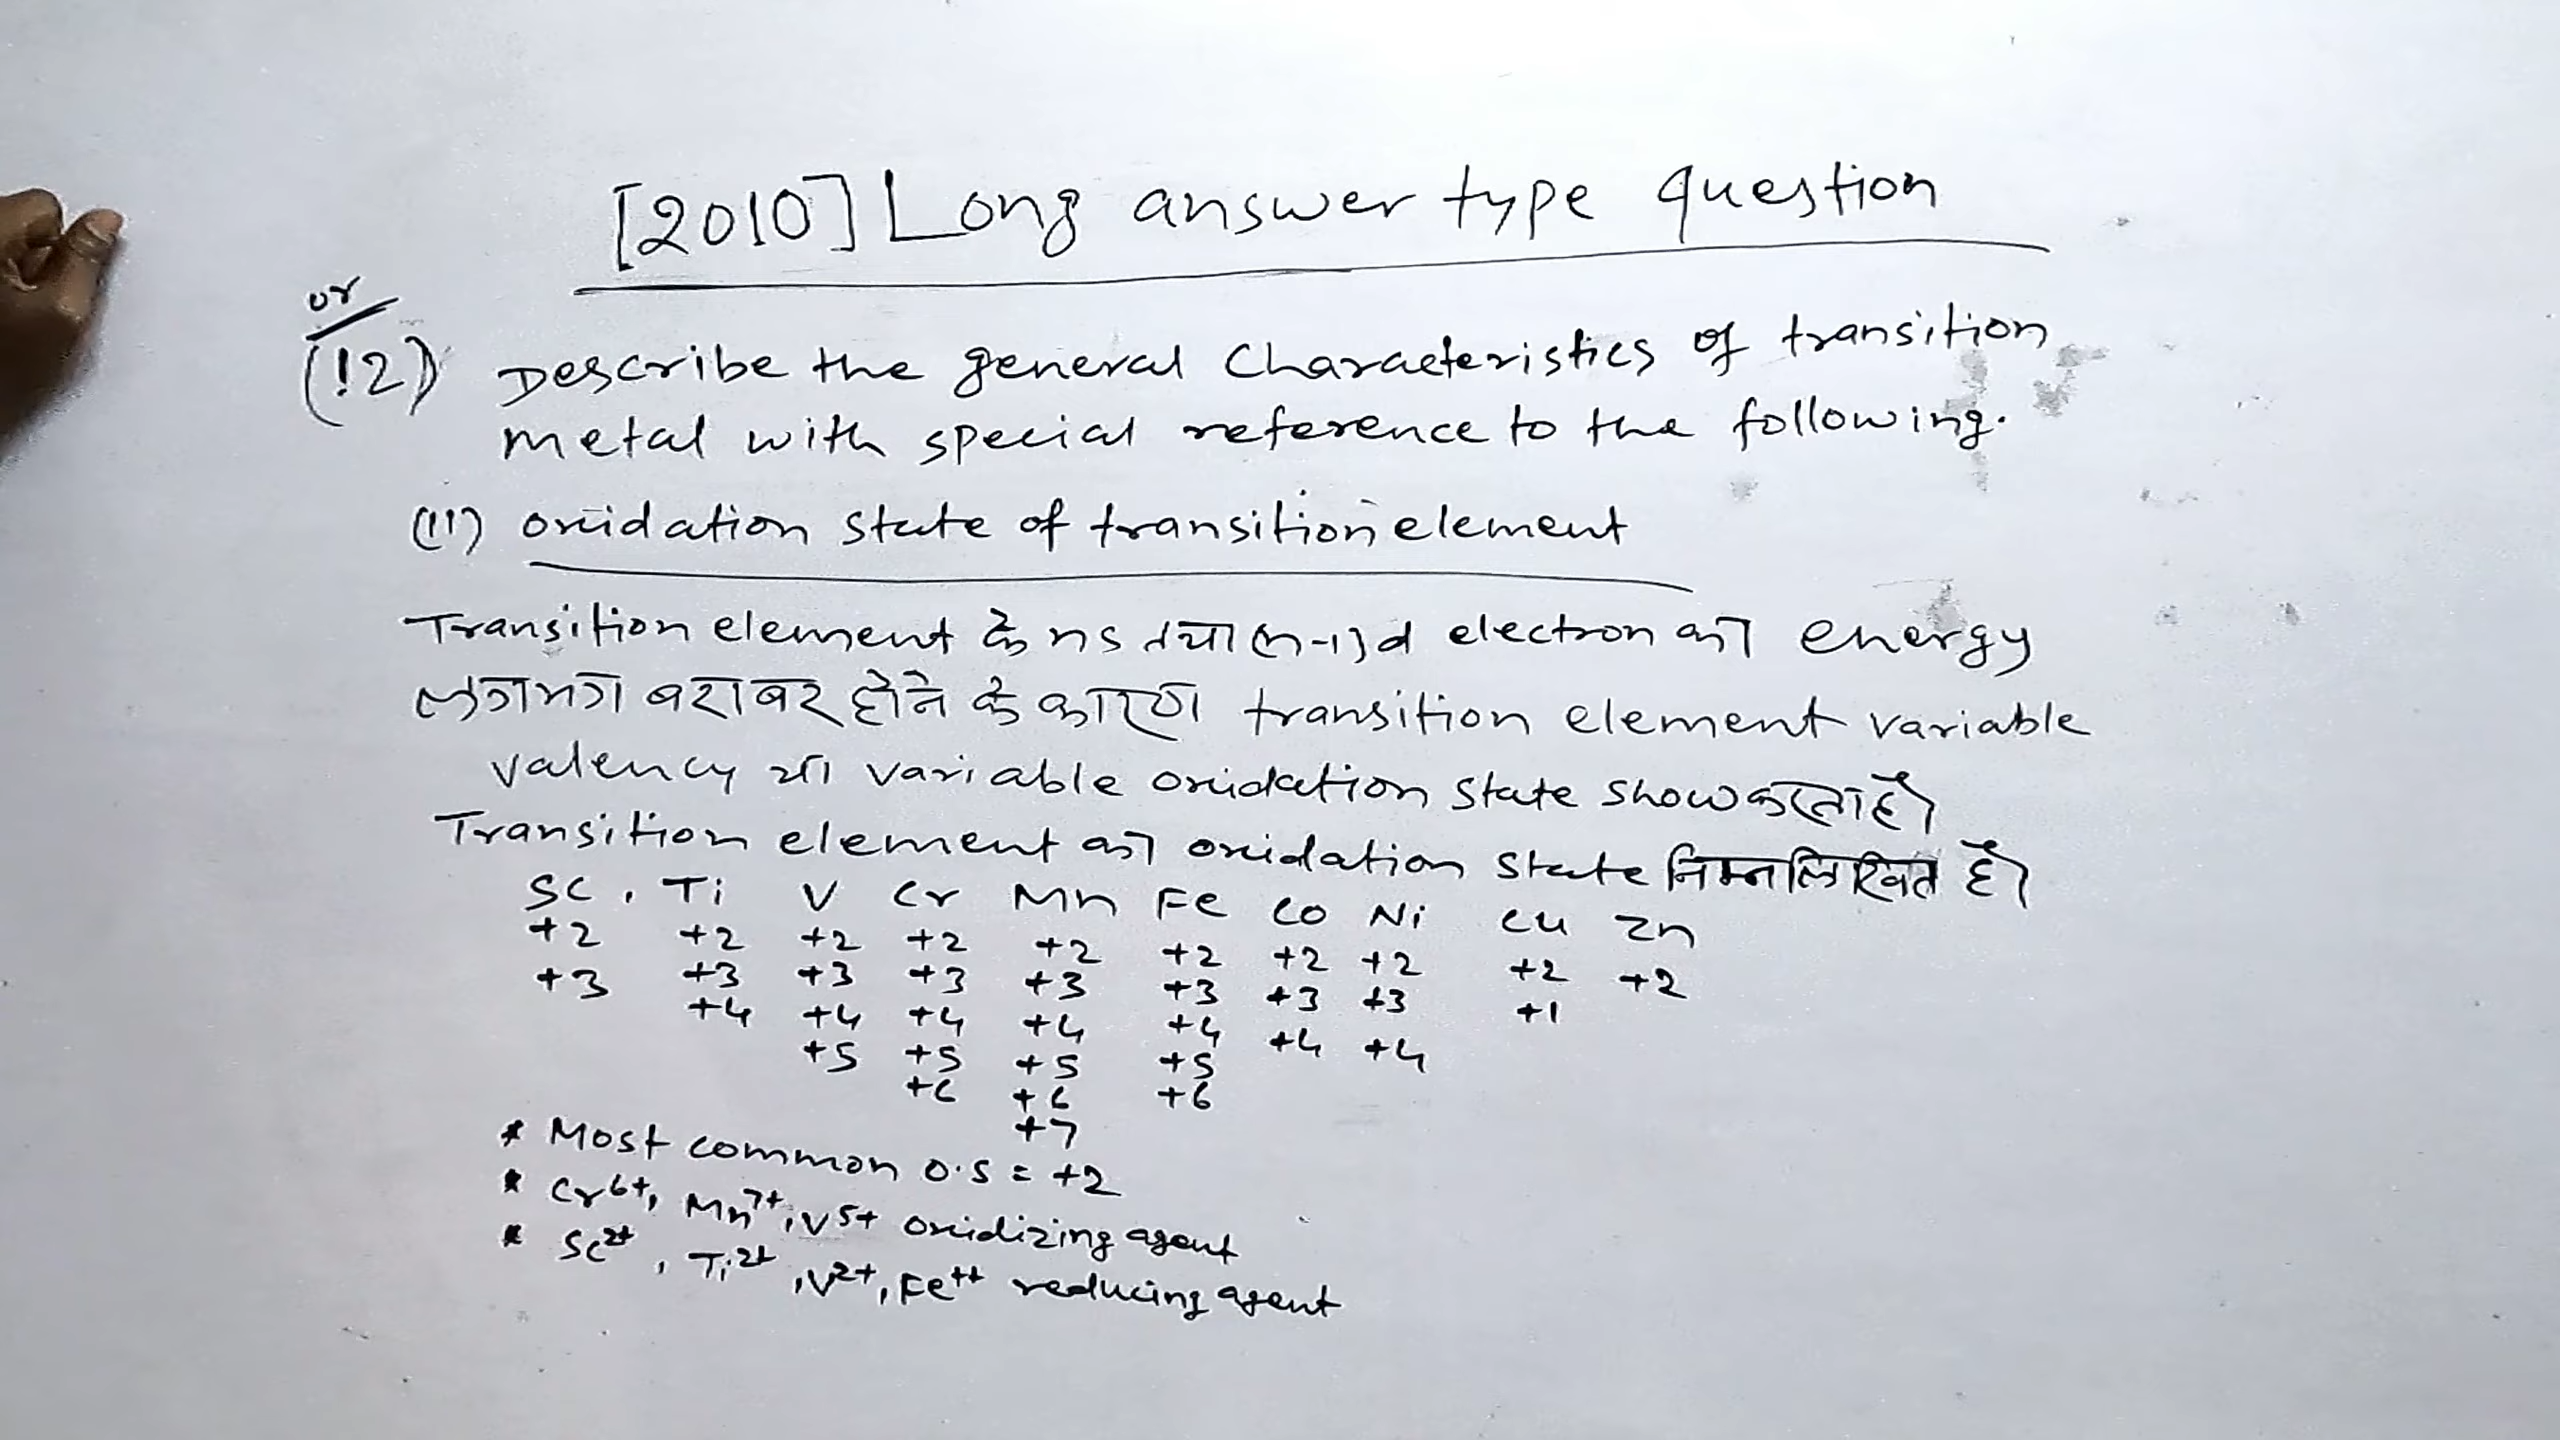 [2010] Long answer type question
or
(12) Describe the general characteristics of transition
metal with special reference to the following.
(11) oxidation state of transition element
Transition element के ns तथा (n-1)d electron की energy
लगभग बराबर होने के कारण transition element variable
valency या variable oxidation state show करता है।
Transition element की oxidation state निम्नलिखित है।
Sc, Ti V Cr Mn Fe Co Ni Cu Zn
+2 +2 +2 +2 +2 +2 +2 +2 +2 +2
+3 +3 +3 +3 +3 +3 +3 +3 +1
+4 +4 +4 +4 +4 +4 +4
+5 +5 +5 +5
+6 +6 +6
+7
* Most common o.s = +2
* Cr6+, Mn7+, V5+ oxidizing agent
* Sc2+, Ti2+, V2+, Fe++ reducing agent